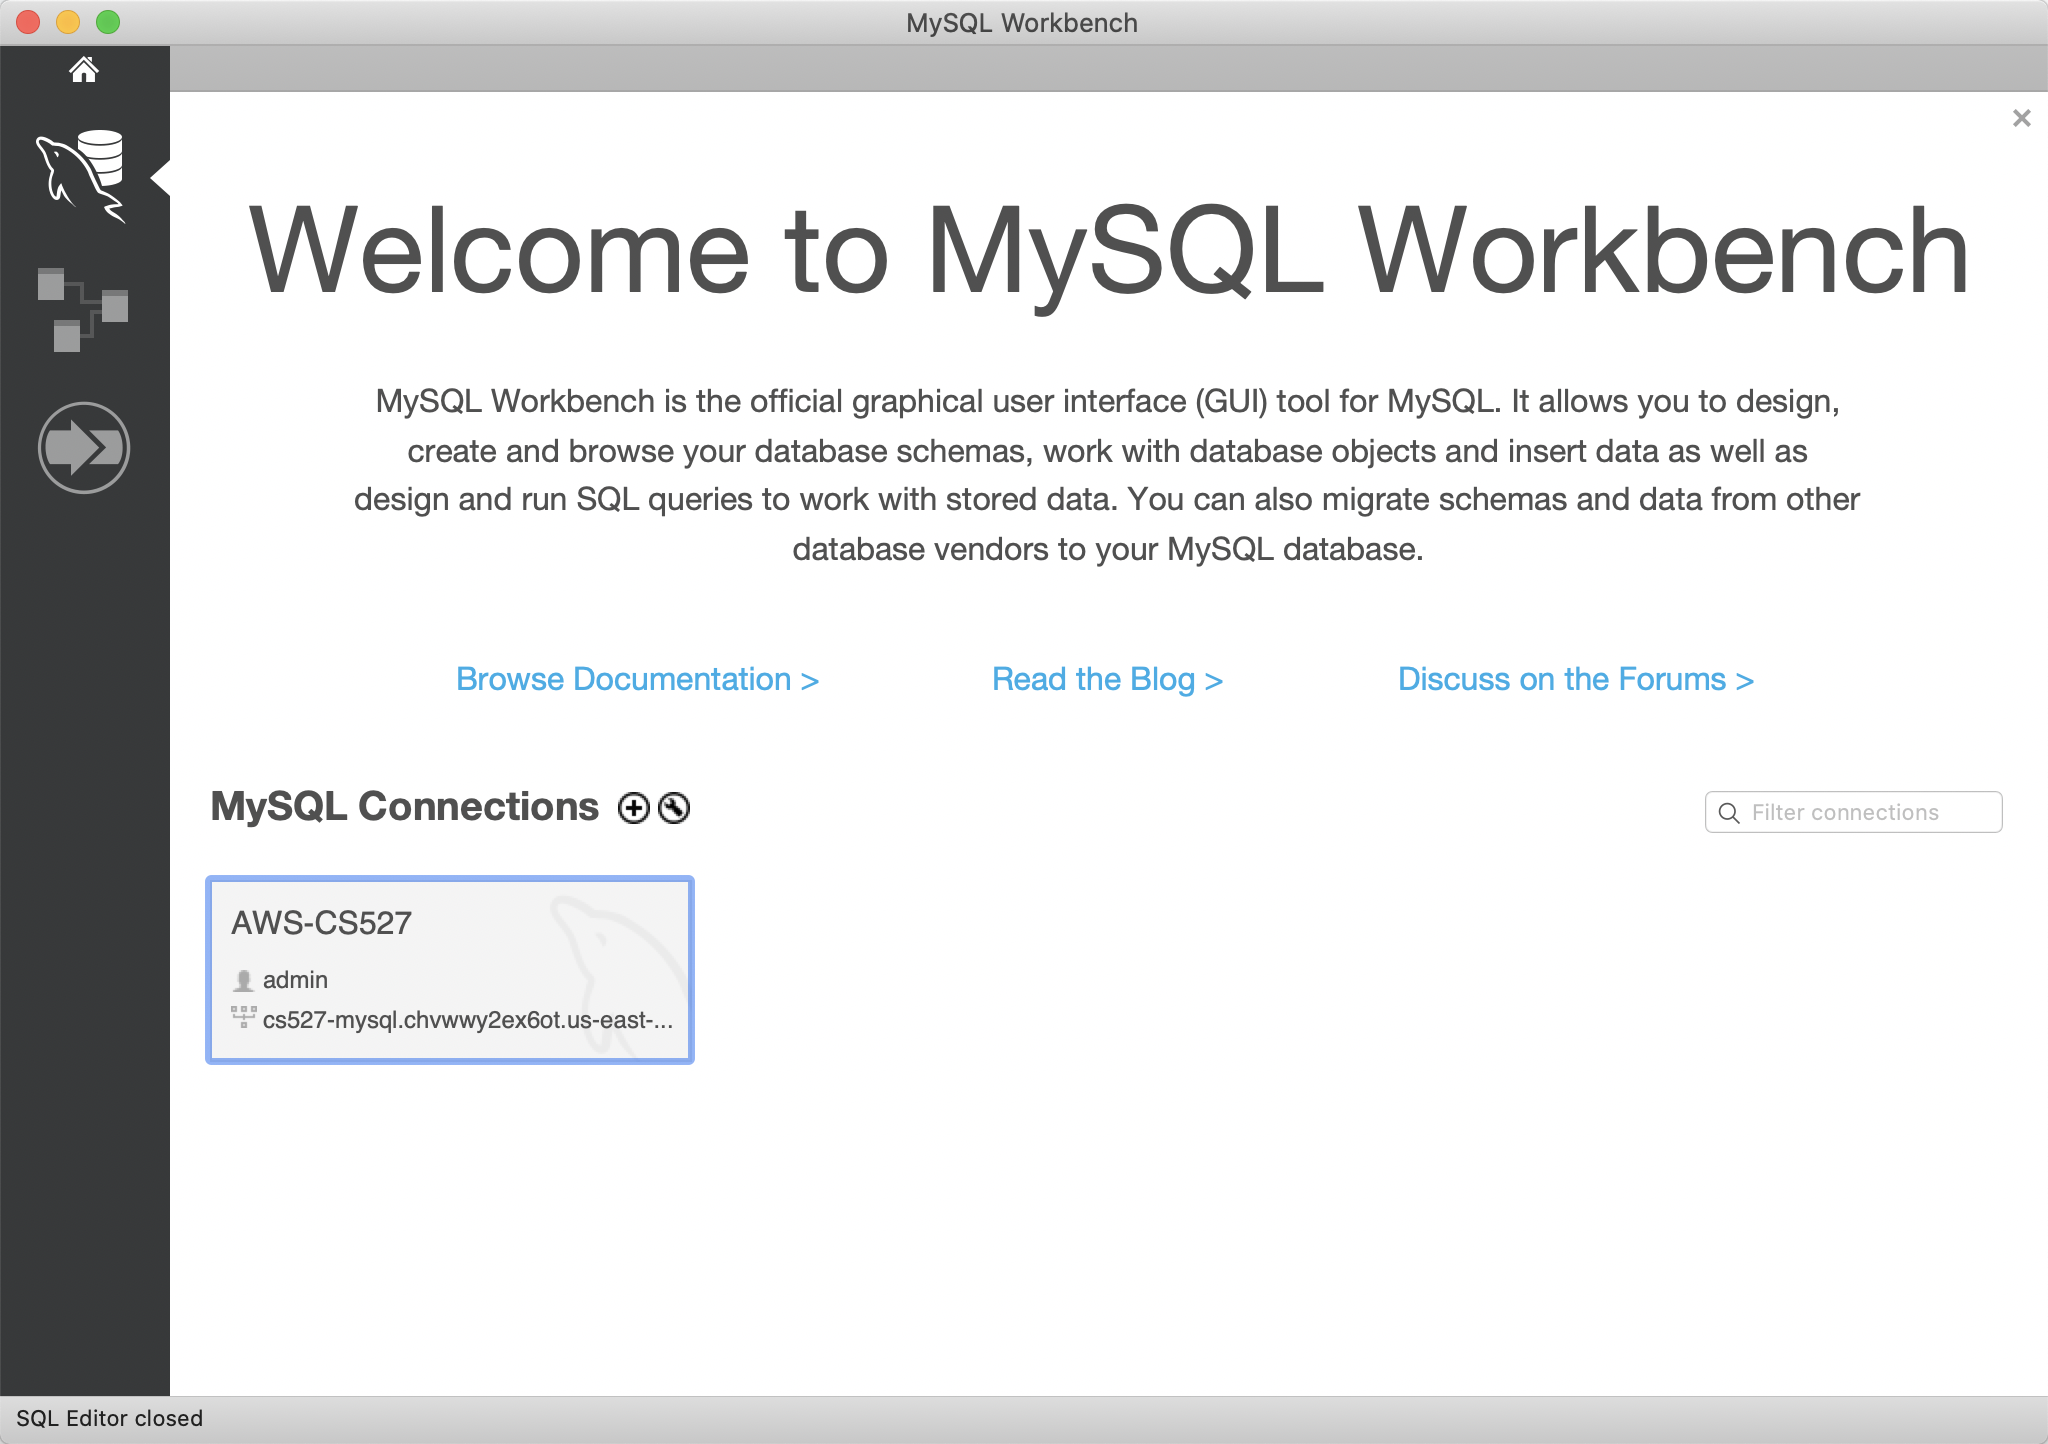 MySQL Workbench
Welcome to MySQL Workbench
MySQL Workbench is the official graphical user interface (GUI) tool for MySQL. It allows you to design,
create and browse your database schemas, work with database objects and insert data as well as
design and run SQL queries to work with stored data. You can also migrate schemas and data from other
database vendors to your MySQL database.
Browse Documentation > Read the Blog > Discuss on the Forums >
MySQL Connections
Filter connections
AWS-CS527
admin
cs527-mysql.chvwwy2ex6ot.us-east-...
SQL Editor closed